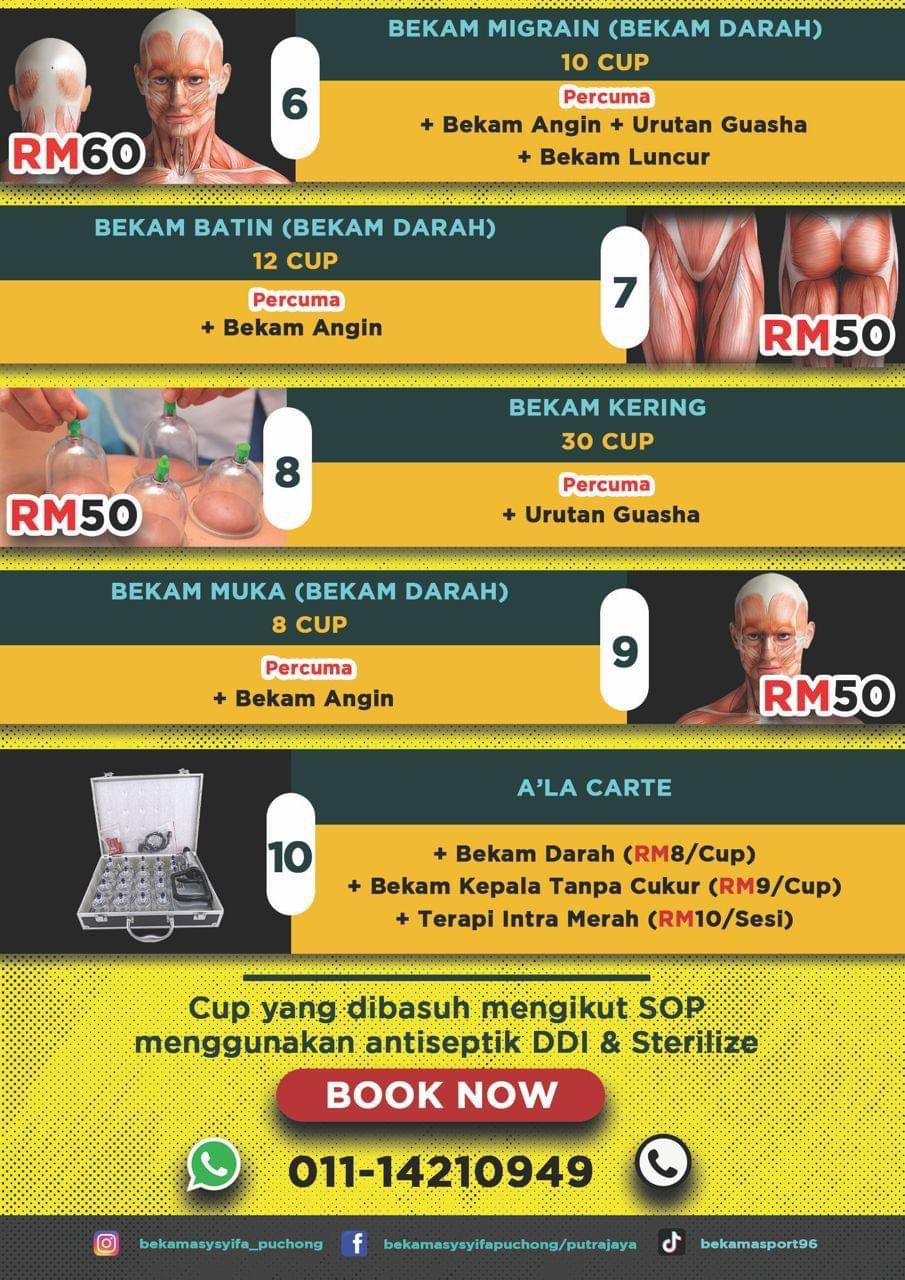 BEKAM MIGRAIN (BEKAM DARAH)
10 CUP
Percuma
+ Bekam Angin + Urutan Guasha
+ Bekam Luncur
6
RM60
BEKAM BATIN (BEKAM DARAH)
12 CUP
Percuma
+ Bekam Angin
7
RM50
BEKAM KERING
30 CUP
Percuma
+ Urutan Guasha
8
RM50
BEKAM MUKA (BEKAM DARAH)
8 CUP
Percuma
+ Bekam Angin
9
RM50
A'LA CARTE
10
+ Bekam Darah (RM8/Cup)
+ Bekam Kepala Tanpa Cukur (RM9/Cup)
+ Terapi Intra Merah (RM10/Sesi)
Cup yang dibasuh mengikut SOP
menggunakan antiseptik DDI & Sterilize
BOOK NOW
011-14210949
bekamasysyifa_puchong
bekamasysyifapuchong/putrajaya
bekamasport96